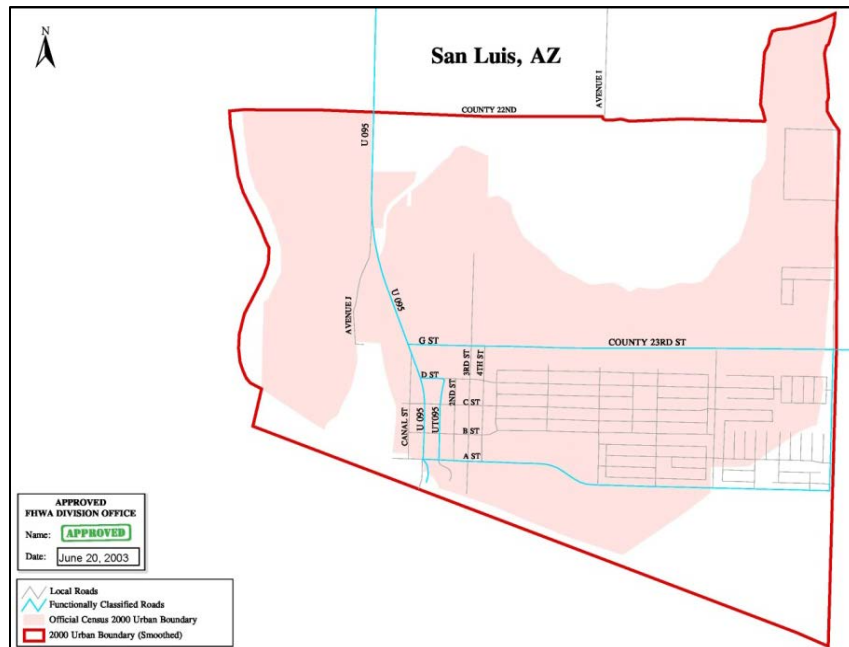 N
San Luis, AZ
AVENUE J
COUNTY 22ND
U 095
U 095
AVENUE J
G ST
COUNTY 23RD ST
3RD ST
4TH ST
D ST
2ND ST
C ST
CANAL ST
U 095
UT095
B ST
A ST
APPROVED
FHWA DIVISION OFFICE
Name: APPROVED
Date: June 20, 2003
Local Roads
Functionally Classified Roads
Official Census 2000 Urban Boundary
2000 Urban Boundary (Smoothed)